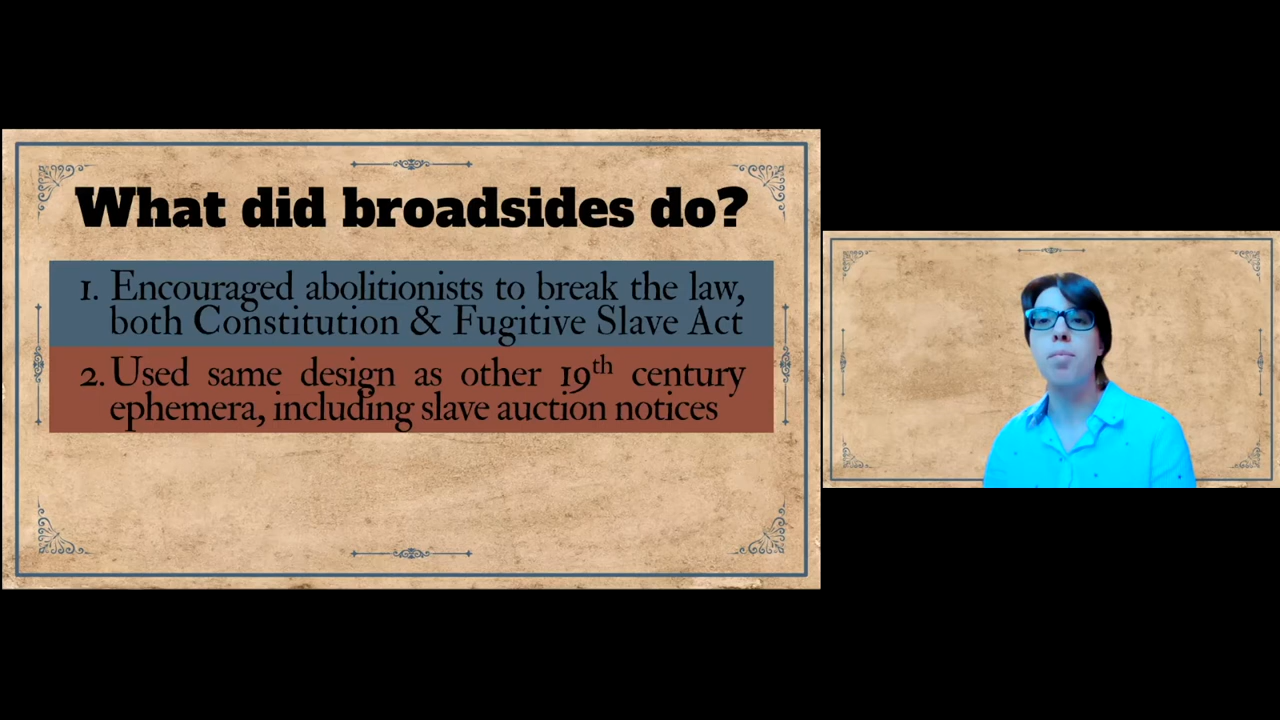 What did broadsides do?
1. Encouraged abolitionists to break the law,
both Constitution & Fugitive Slave Act
2. Used same design as other 19th century
ephemera, including slave auction notices